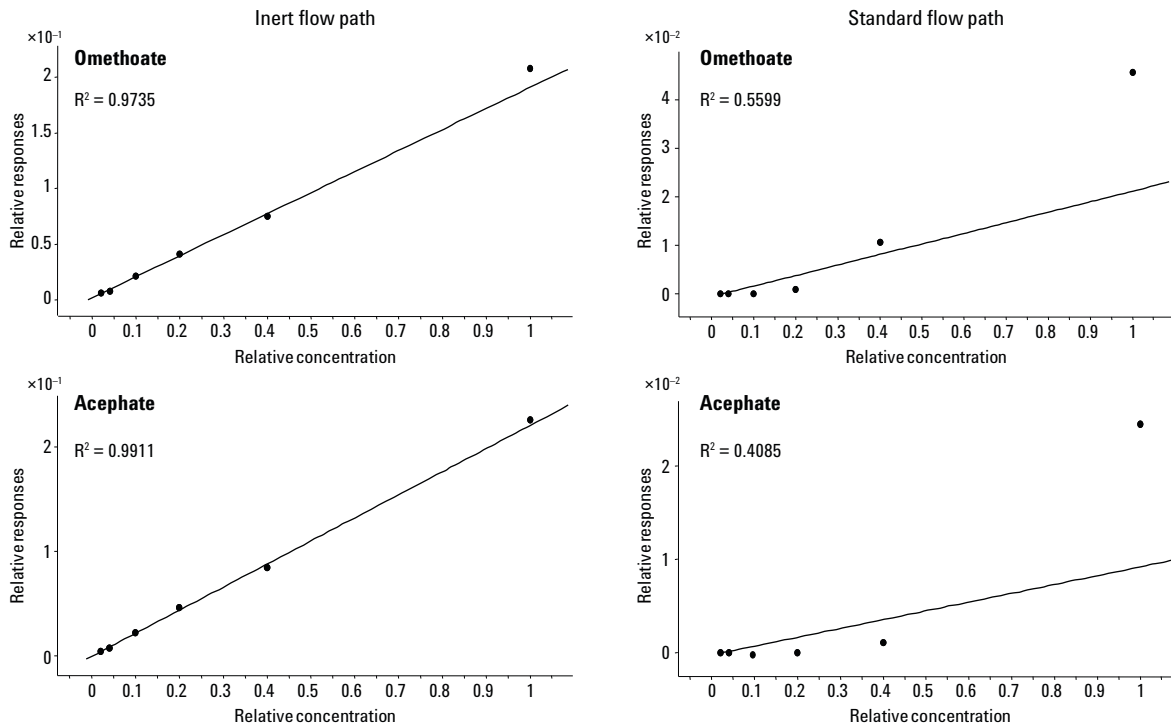 Inert flow path
Standard flow path
×10⁻¹
Omethoate
R² = 0.9735
Relative responses
2
1.5
1
0.5
0
0 0.1 0.2 0.3 0.4 0.5 0.6 0.7 0.8 0.9 1
Relative concentration
×10⁻²
Omethoate
R² = 0.5599
Relative responses
4
3
2
1
0
0 0.1 0.2 0.3 0.4 0.5 0.6 0.7 0.8 0.9 1
Relative concentration
×10⁻¹
Acephate
R² = 0.9911
Relative responses
2
1
0
0 0.1 0.2 0.3 0.4 0.5 0.6 0.7 0.8 0.9 1
Relative concentration
×10⁻²
Acephate
R² = 0.4085
Relative responses
2
1
0
0 0.1 0.2 0.3 0.4 0.5 0.6 0.7 0.8 0.9 1
Relative concentration